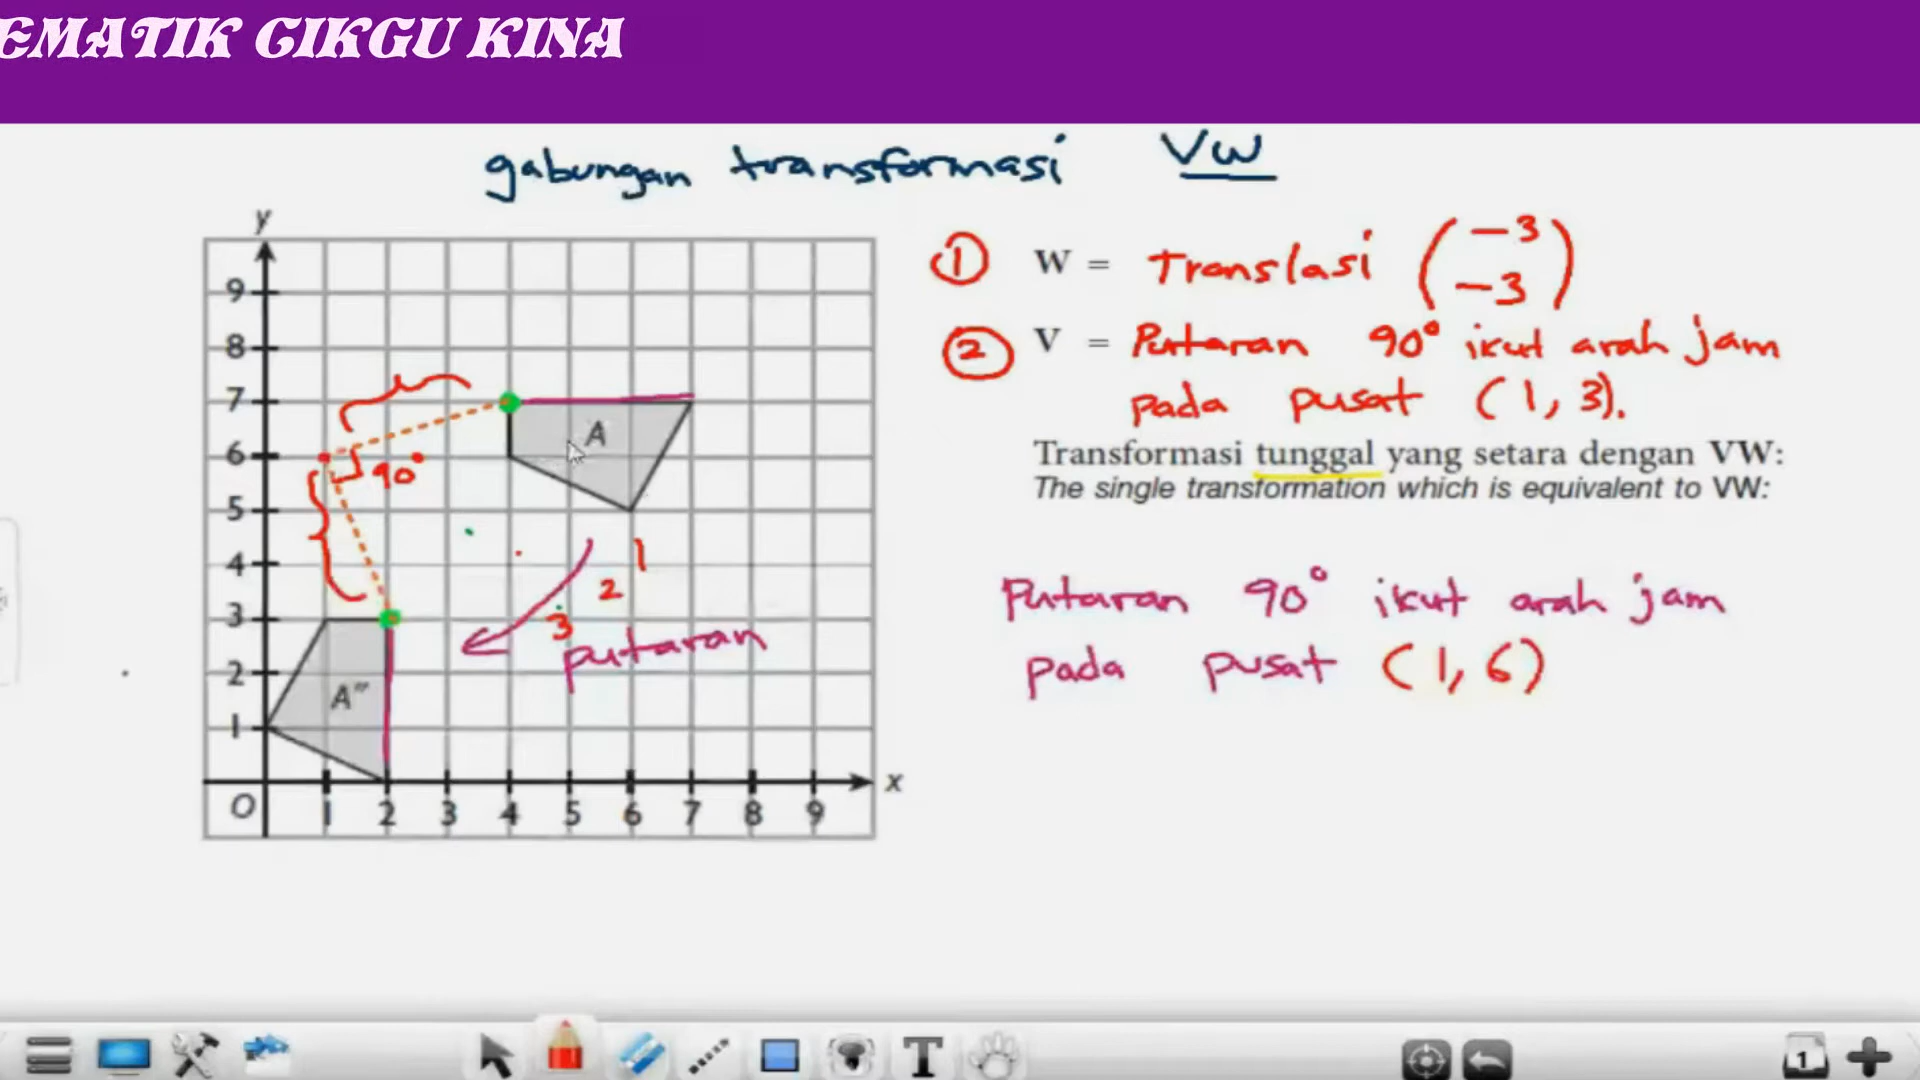 EMATIK CIKGU KINA
gabungan transformasi VW
y
9
8
7
6
5
4
3
2
1
O 1 2 3 4 5 6 7 8 9 x
A
90°
1
2
3
putaran
A"
① W = Translasi (-3
-3)
② V = Putaran 90° ikut arah jam
pada pusat (1, 3).
Transformasi tunggal yang setara dengan VW:
The single transformation which is equivalent to VW:
Putaran 90° ikut arah jam
pada pusat (1, 6)
T
1